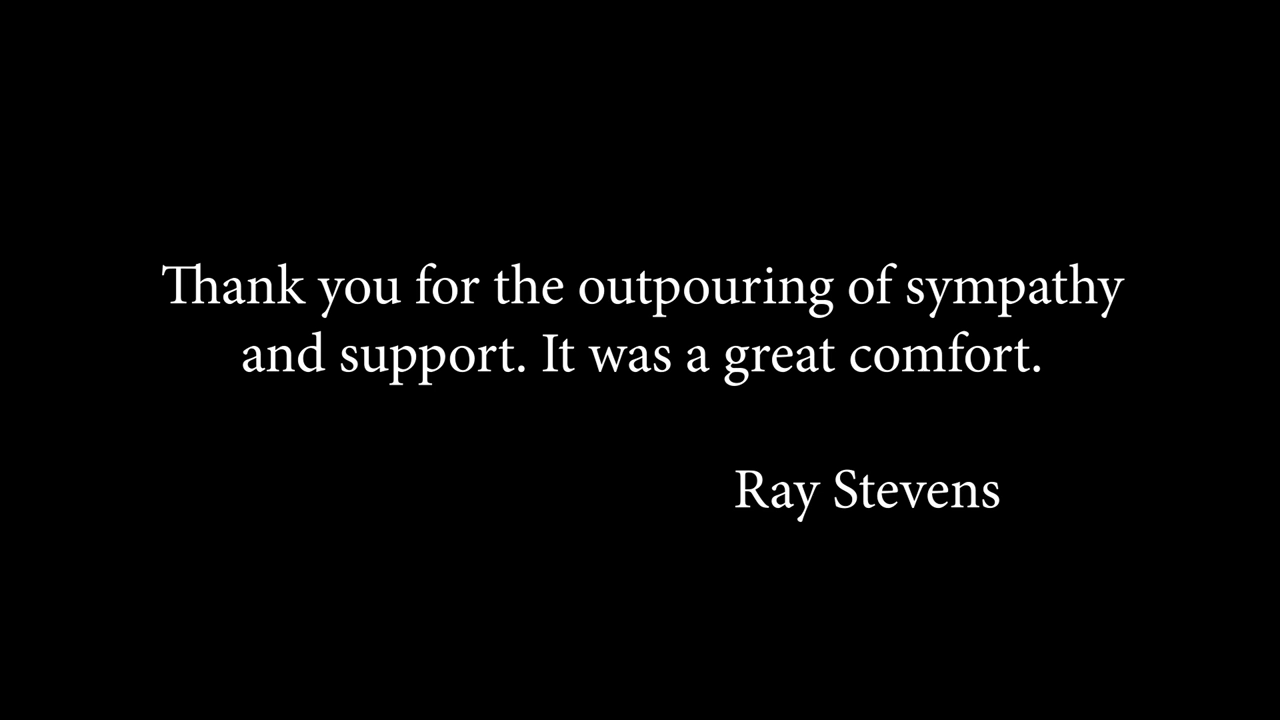 Thank you for the outpouring of sympathy
and support. It was a great comfort.
Ray Stevens